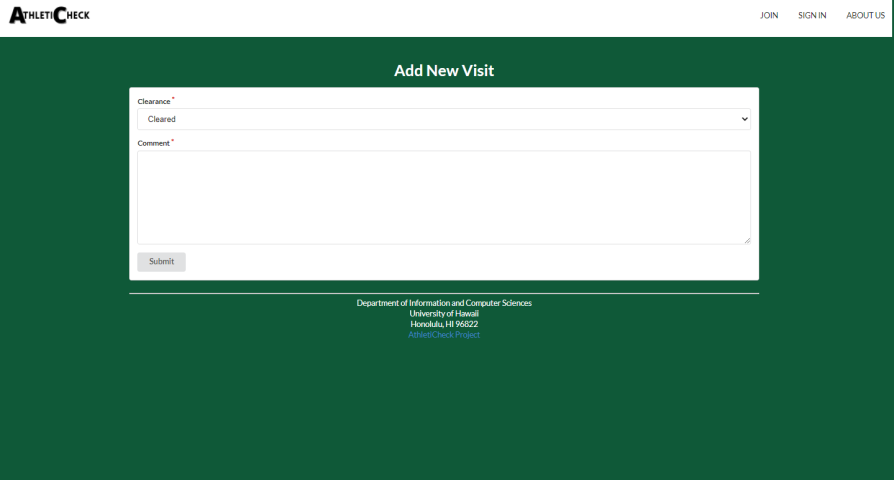 ATHLETICHECK
JOIN SIGN IN ABOUT US
Add New Visit
Clearance *
Cleared
Comment *
Submit
Department of Information and Computer Sciences
University of Hawaii
Honolulu, HI 96822
AthletiCheck Project